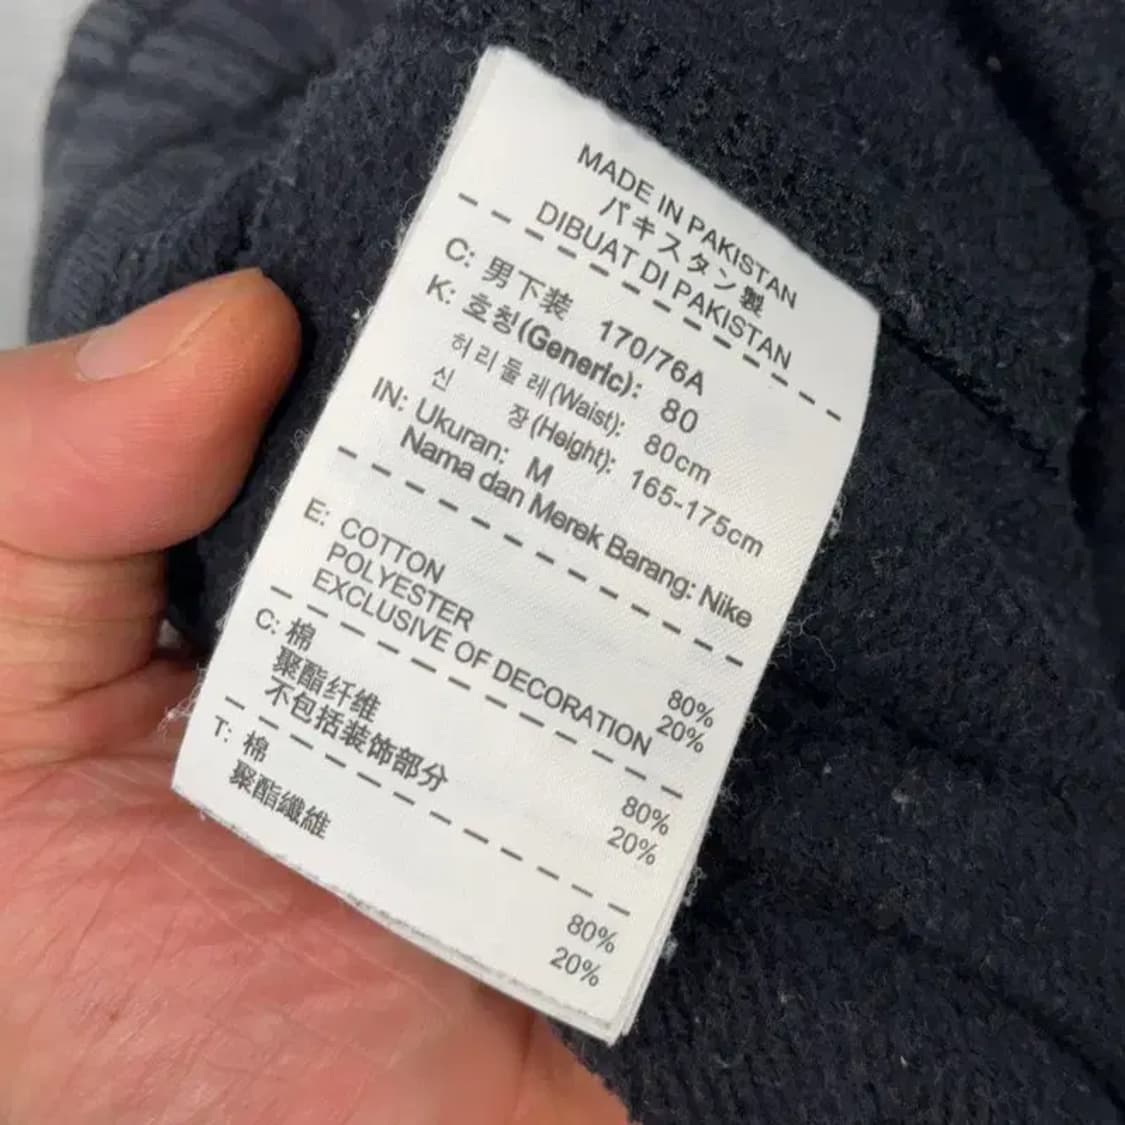 MADE IN PAKISTAN
パキスタン製
DIBUAT DI PAKISTAN
C: 男下装 170/76A
K: 호칭(Generic): 80
허리둘레(Waist): 80cm
신 장(Height): 165-175cm
IN: Ukuran: M
Nama dan Merek Barang: Nike
E: COTTON 80%
POLYESTER 20%
EXCLUSIVE OF DECORATION
C: 棉 80%
聚酯纤维 20%
不包括装饰部分
T: 棉 80%
聚酯纖維 20%